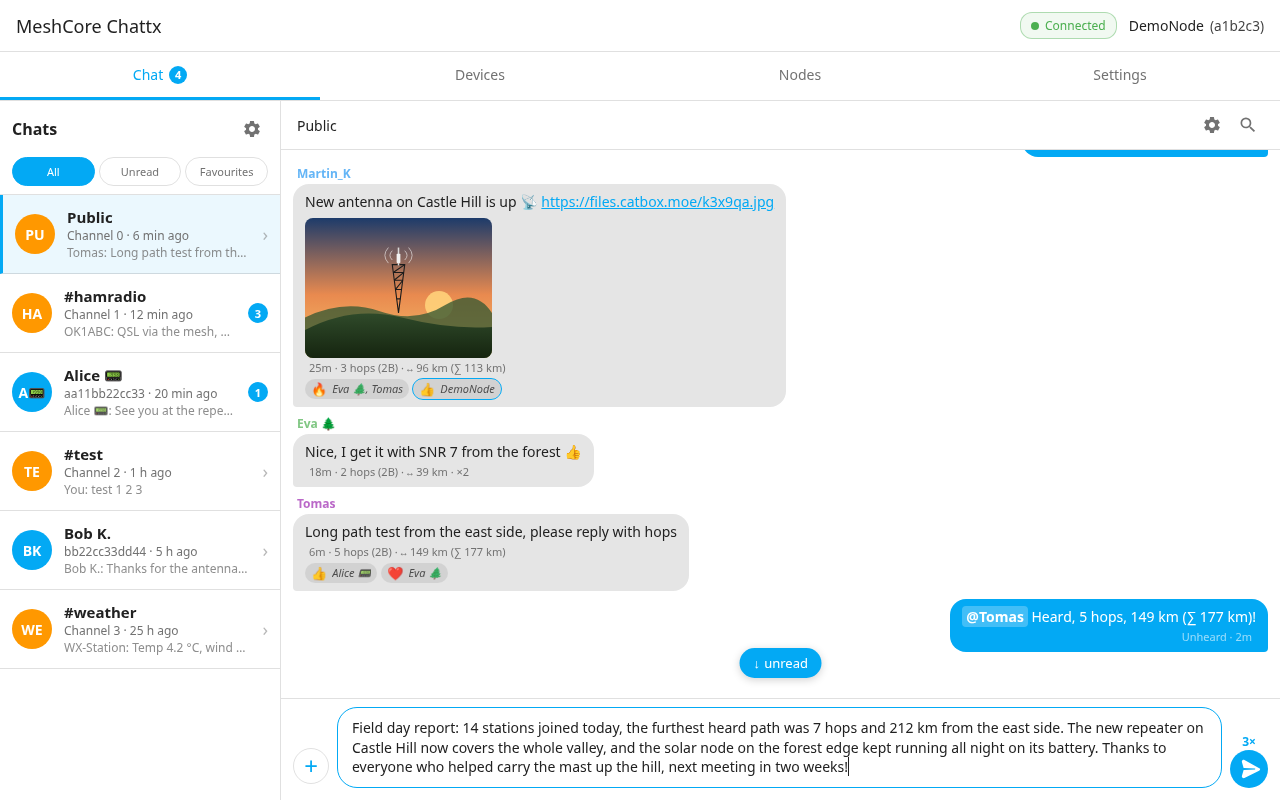 MeshCore Chattx
Connected
DemoNode (a1b2c3)
Chat 4
Devices
Nodes
Settings
Chats
All
Unread
Favourites
PU
Public
Channel 0 · 6 min ago
Tomas: Long path test from th...
HA
#hamradio
Channel 1 · 12 min ago
OK1ABC: QSL via the mesh, ...
3
A📟
Alice 📟
aa11bb22cc33 · 20 min ago
Alice 📟: See you at the repe...
1
TE
#test
Channel 2 · 1 h ago
You: test 1 2 3
BK
Bob K.
bb22cc33dd44 · 5 h ago
Bob K.: Thanks for the antenna...
WE
#weather
Channel 3 · 25 h ago
WX-Station: Temp 4.2 °C, wind ...
Public
Martin_K
New antenna on Castle Hill is up 📡 https://files.catbox.moe/k3x9qa.jpg
25m · 3 hops (2B) · ↔ 96 km (∑ 113 km)
🔥 Eva 🌲, Tomas 👍 DemoNode
Eva 🌲
Nice, I get it with SNR 7 from the forest 👍
18m · 2 hops (2B) · ↔ 39 km · ×2
Tomas
Long path test from the east side, please reply with hops
6m · 5 hops (2B) · ↔ 149 km (∑ 177 km)
👍 Alice 📟 ❤️ Eva 🌲
@Tomas Heard, 5 hops, 149 km (∑ 177 km)!
Unheard · 2m
↓ unread
Field day report: 14 stations joined today, the furthest heard path was 7 hops and 212 km from the east side. The new repeater on
Castle Hill now covers the whole valley, and the solar node on the forest edge kept running all night on its battery. Thanks to
everyone who helped carry the mast up the hill, next meeting in two weeks!
3×